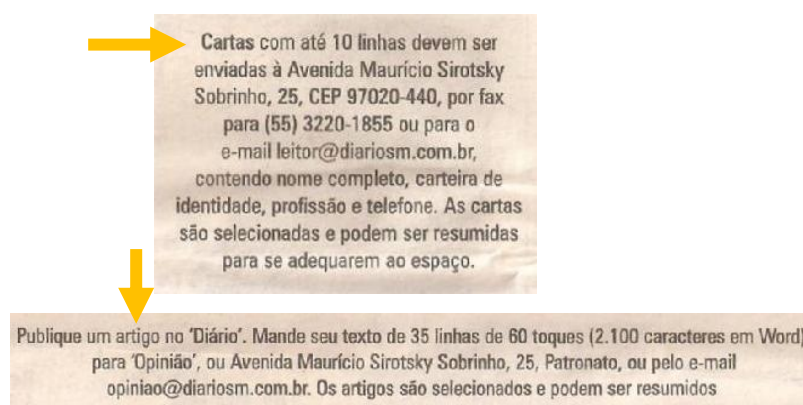 Cartas com até 10 linhas devem ser
enviadas à Avenida Maurício Sirotsky
Sobrinho, 25, CEP 97020-440, por fax
para (55) 3220-1855 ou para o
e-mail leitor@diariosm.com.br,
contendo nome completo, carteira de
identidade, profissão e telefone. As cartas
são selecionadas e podem ser resumidas
para se adequarem ao espaço.
Publique um artigo no 'Diário'. Mande seu texto de 35 linhas de 60 toques (2.100 caracteres em Word)
para 'Opinião', ou Avenida Maurício Sirotsky Sobrinho, 25, Patronato, ou pelo e-mail
opiniao@diariosm.com.br. Os artigos são selecionados e podem ser resumidos